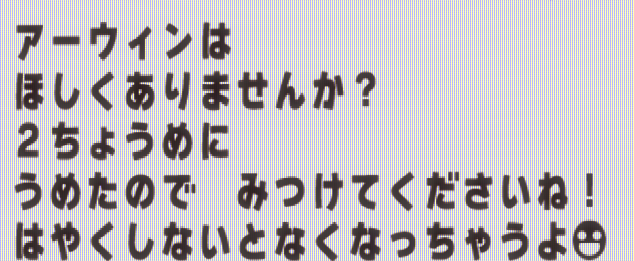 アーウィンは
ほしくありませんか？
２ちょうめに
うめたので　みつけてくださいね！
はやくしないとなくなっちゃうよ😃